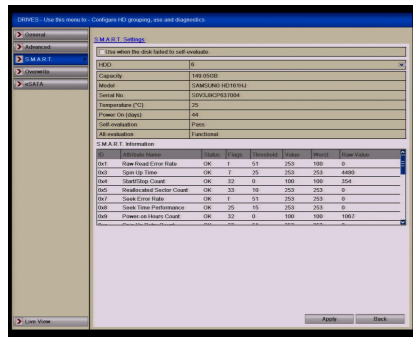 DRIVES - Use this menu to - Configure HD grouping, use and diagnostics
General
Advanced
S.M.A.R.T.
Overwrite
eSATA
Live View
S.M.A.R.T. Settings
Use when the disk failed to self-evaluate.
HDD 6
Capacity 149.05GB
Model SAMSUNG HD161HJ
Serial No. S0V3J9CP637004
Temperature (°C) 25
Power On (days) 44
Self-evaluation Pass
All-evaluation Functional
S.M.A.R.T. Information
ID Attribute Name Status Flags Threshold Value Worst Raw Value
0x1 Raw Read Error Rate OK f 51 253 100 0
0x3 Spin Up Time OK 7 25 253 253 4480
0x4 Start/Stop Count OK 32 0 100 100 354
0x5 Reallocated Sector Count OK 33 10 253 253 0
0x7 Seek Error Rate OK f 51 253 253 0
0x8 Seek Time Performance OK 25 15 253 253 0
0x9 Power-on Hours Count OK 32 0 100 100 1067
Apply Back